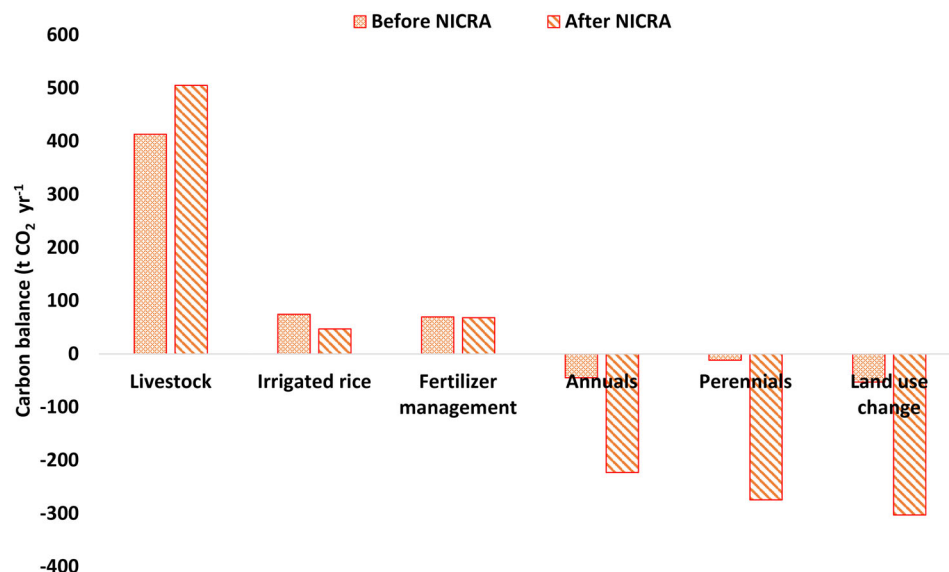 Before NICRA
After NICRA
600
500
400
300
200
100
0
-100
-200
-300
-400
Carbon balance (t CO₂ yr⁻¹
Livestock
Irrigated rice
Fertilizer
management
Annuals
Perennials
Land use
change